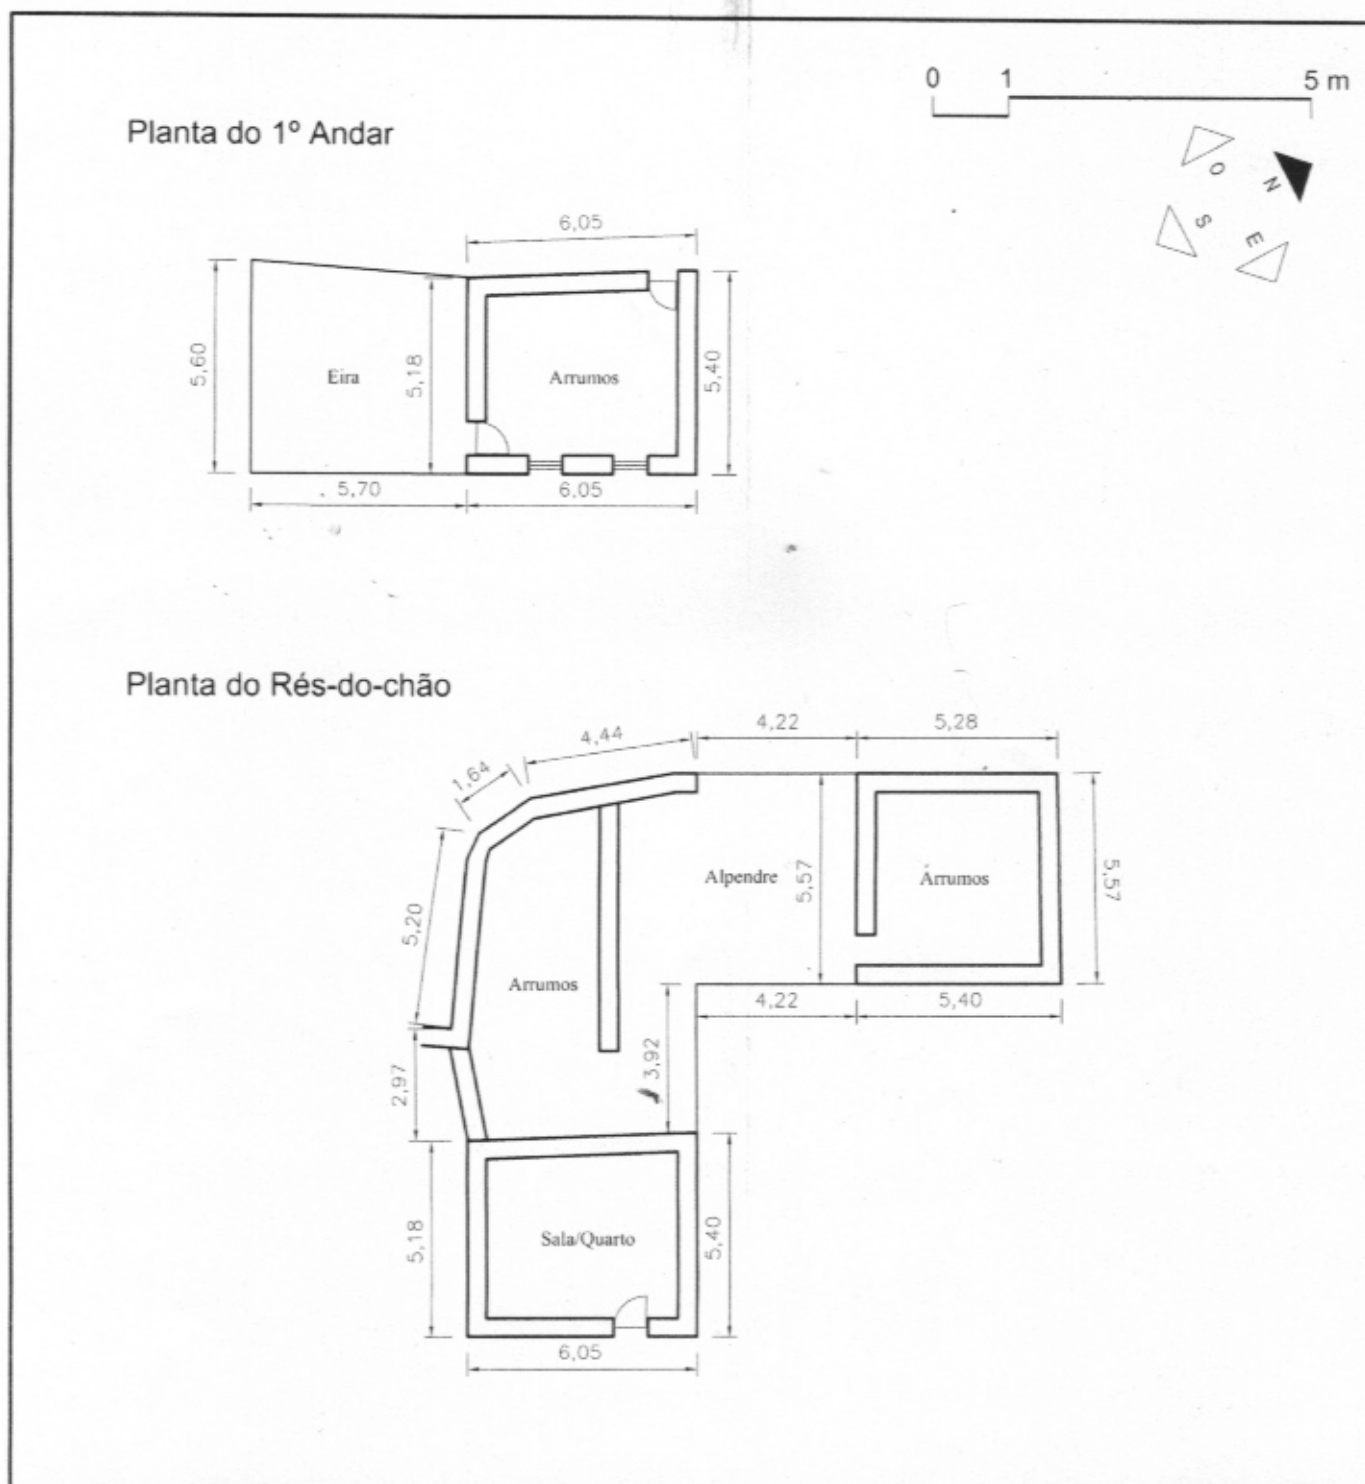 0 1 5 m
Planta do 1º Andar
O N
S E
6,05
5,60 Eira 5,18 Arrumos 5,40
5,70 6,05
Planta do Rés-do-chão
4,44 4,22 5,28
1,64
5,20 Arrumos Alpendre 5,57 Árrumos 5,57
4,22 5,40
2,97 3,92
5,18 Sala/Quarto 5,40
6,05